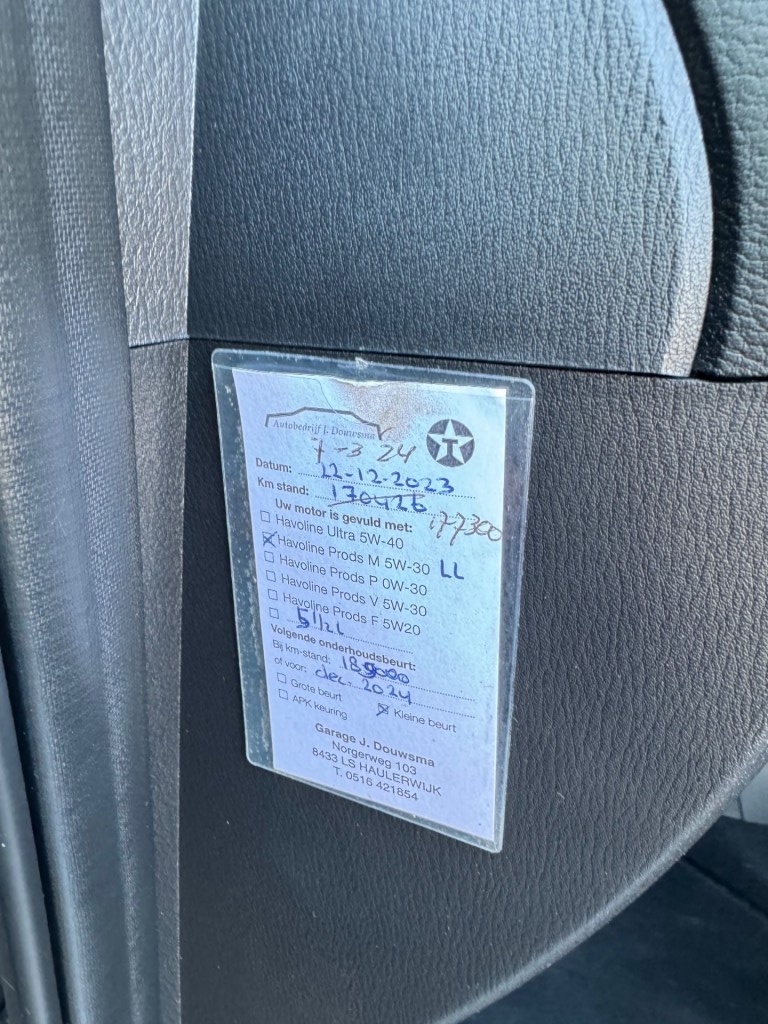 Autobedrijf J. Douwsma
7-3 24
Datum: 22-12-2023
Km stand: 170426
177300
Uw motor is gevuld met:
Havoline Ultra 5W-40
Havoline Prods M 5W-30 LL
Havoline Prods P 0W-30
Havoline Prods V 5W-30
Havoline Prods F 5W20
5 1/2 L
Volgende onderhoudsbeurt:
Bij km-stand:
of voor: dec. 2024
Grote beurt
Kleine beurt
APK keuring
Garage J. Douwsma
Norgerweg 103
8433 LS HAULERWIJK
T. 0516 421854